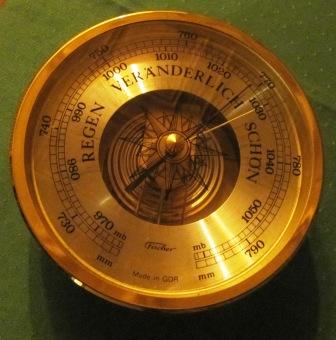 740 750 760 770 780
730 986 990 1000 1010 1020 1030 1040 1050 790
REGEN VERÄNDERLICH SCHÖN
970
mb
mm
mb
mm
Fischer
Made in GDR